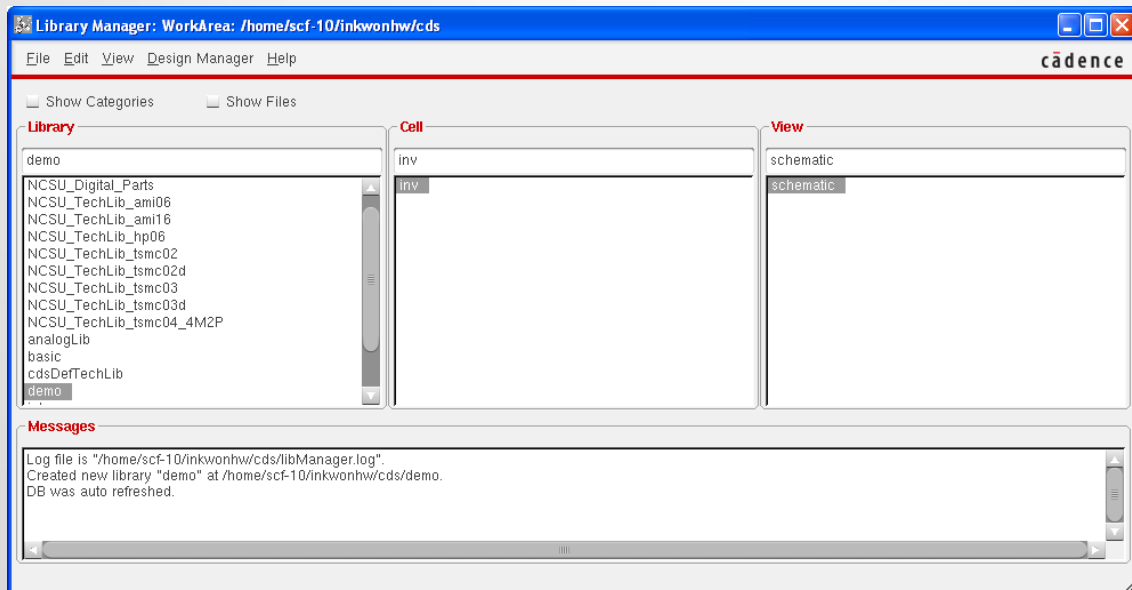 Library Manager: WorkArea: /home/scf-10/inkwonhw/cds
File Edit View Design Manager Help
cādence
Show Categories Show Files
Library
demo
NCSU_Digital_Parts
NCSU_TechLib_ami06
NCSU_TechLib_ami16
NCSU_TechLib_hp06
NCSU_TechLib_tsmc02
NCSU_TechLib_tsmc02d
NCSU_TechLib_tsmc03
NCSU_TechLib_tsmc03d
NCSU_TechLib_tsmc04_4M2P
analogLib
basic
cdsDefTechLib
demo
Cell
inv
inv
View
schematic
schematic
Messages
Log file is "/home/scf-10/inkwonhw/cds/libManager.log".
Created new library "demo" at /home/scf-10/inkwonhw/cds/demo.
DB was auto refreshed.